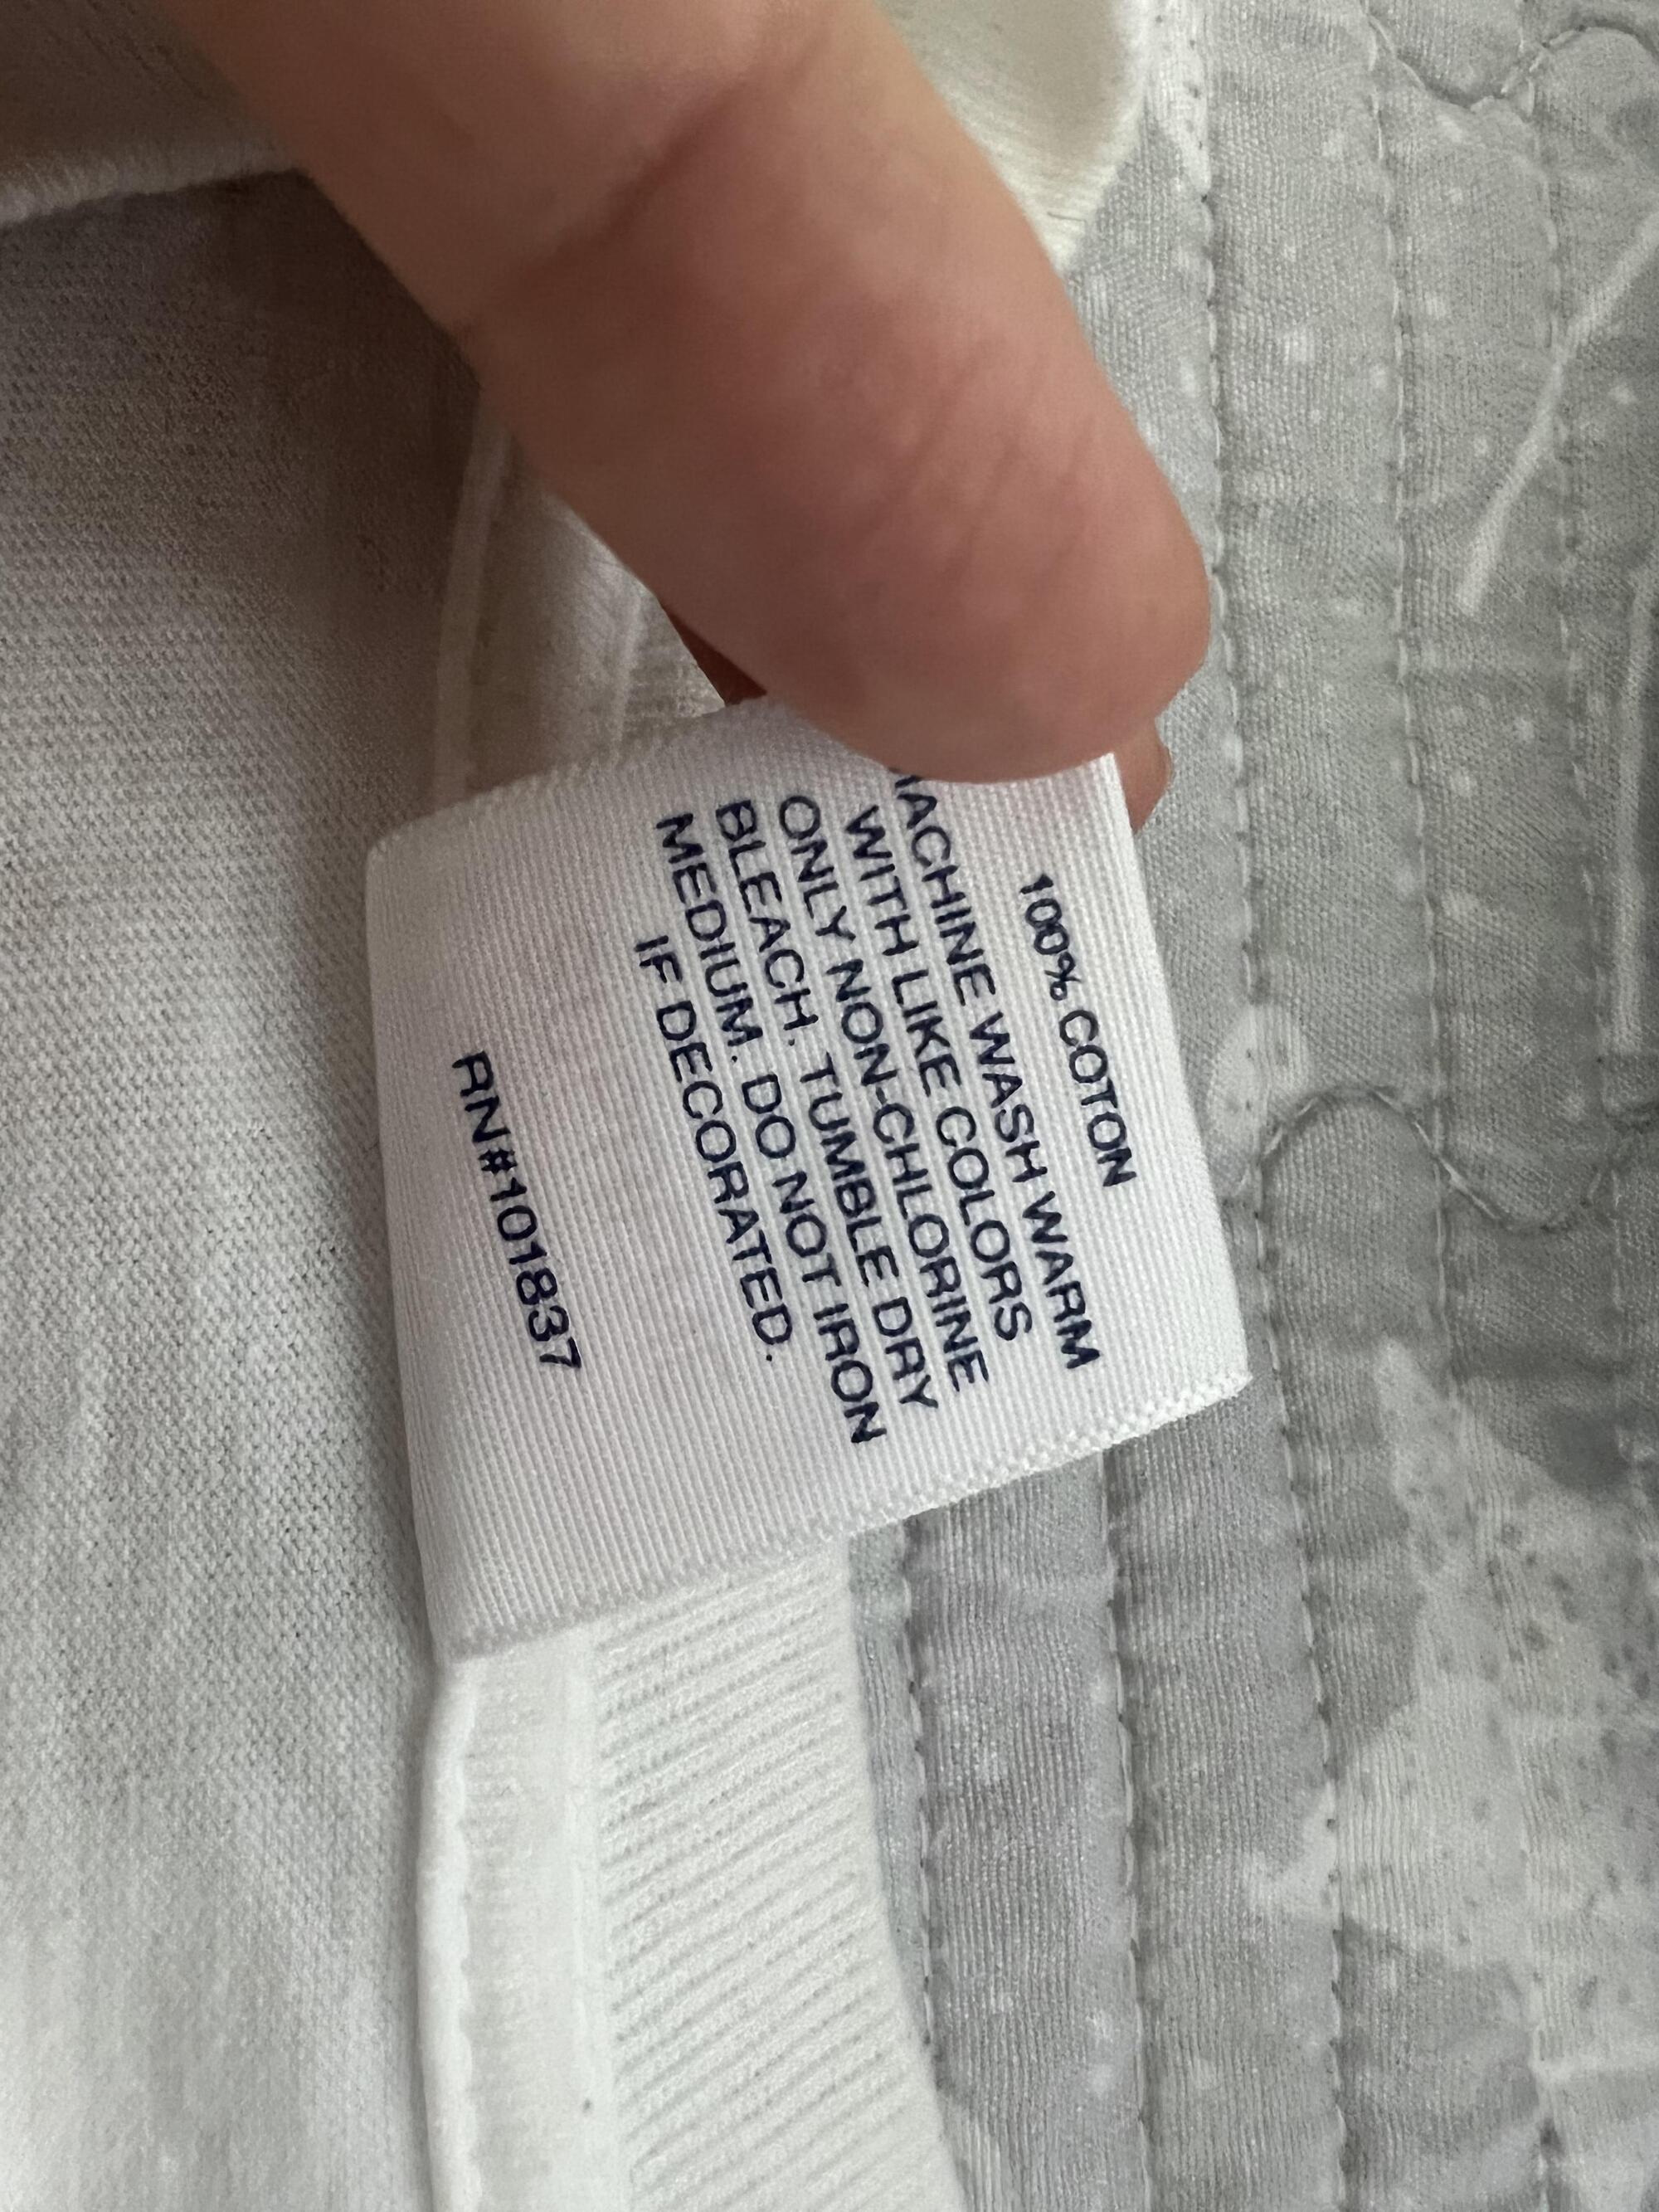 100% COTON
MACHINE WASH WARM
WITH LIKE COLORS
ONLY NON-CHLORINE
BLEACH. TUMBLE DRY
MEDIUM. DO NOT IRON
IF DECORATED.
RN#101837